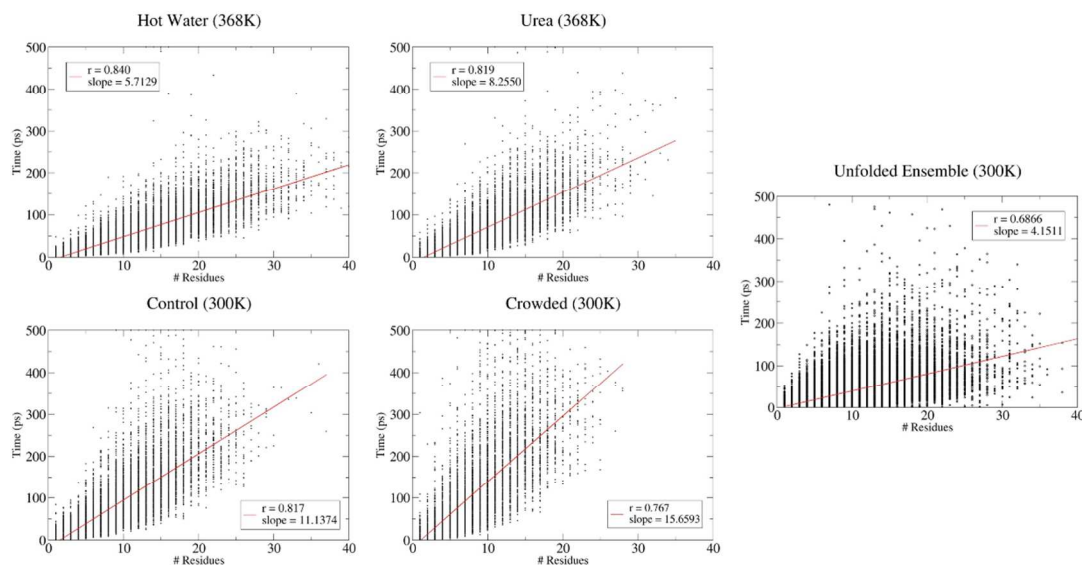 Hot Water (368K)
500
400
300
200
100
0
Time (ps)
r = 0.840
slope = 5.7129
0
10
20
30
40
# Residues
Urea (368K)
500
400
300
200
100
0
Time (ps)
r = 0.819
slope = 8.2550
0
10
20
30
40
# Residues
Control (300K)
500
400
300
200
100
0
Time (ps)
r = 0.817
slope = 11.1374
0
10
20
30
40
# Residues
Crowded (300K)
500
400
300
200
100
0
Time (ps)
r = 0.767
slope = 15.6593
0
10
20
30
40
# Residues
Unfolded Ensemble (300K)
500
400
300
200
100
0
Time (ps)
r = 0.6866
slope = 4.1511
0
10
20
30
40
# Residues